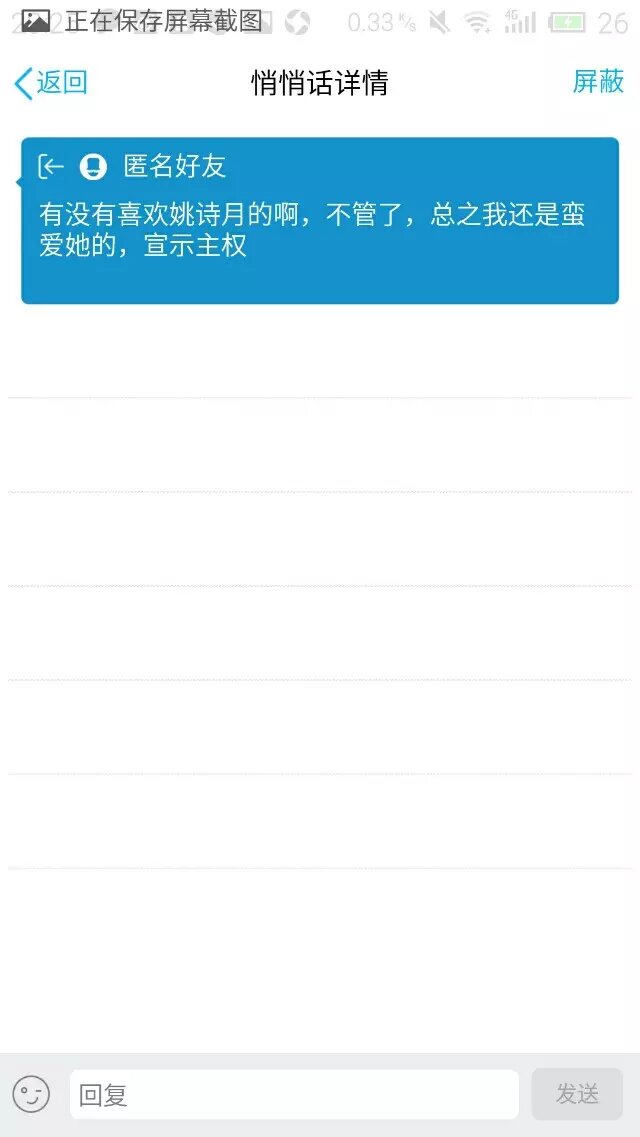 正在保存屏幕截图
0.33 K/s 4G 26
返回 悄悄话详情 屏蔽
匿名好友
有没有喜欢姚诗月的啊，不管了，总之我还是蛮
爱她的，宣示主权
回复 发送